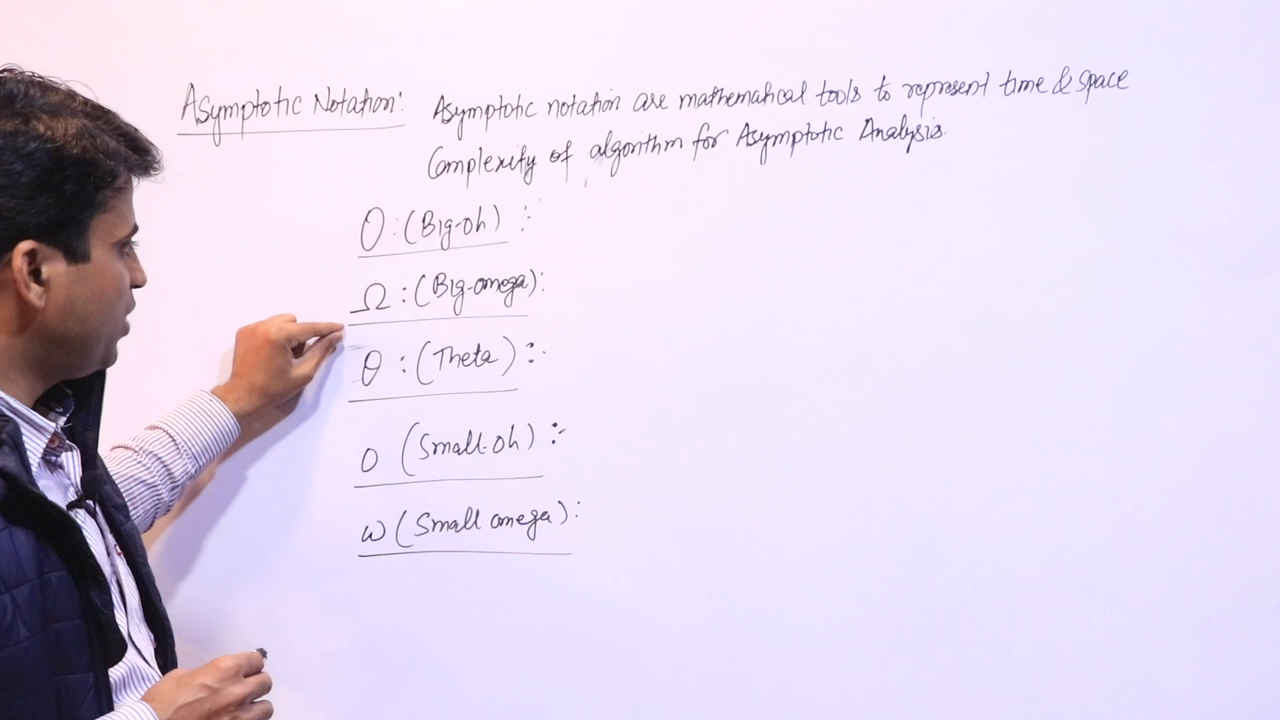 Asymptotic Notation: Asymptotic notation are mathematical tools to represent time & space
Complexity of algorithm for Asymptotic Analysis.
O : (Big-oh) :
Ω : (Big-omega) :
θ : (Theta) :
o (Small-oh) :
ω (Small omega) :